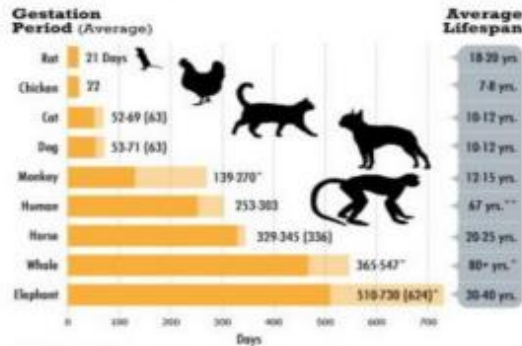 Gestation
Period (Average)
Average
Lifespan
Rat 21 Days 18-20 yrs.
Chicken 22 7-8 yrs.
Cat 52-69 (63) 10-12 yrs.
Dog 53-71 (63) 10-12 yrs.
Monkey 139-270* 12-15 yrs.
Human 253-303 67 yrs.**
Horse 329-345 (336) 20-25 yrs.
Whale 365-547* 80+ yrs.*
Elephant 510-730 (624)* 30-40 yrs.
0 100 200 300 400 500 600 700
Days